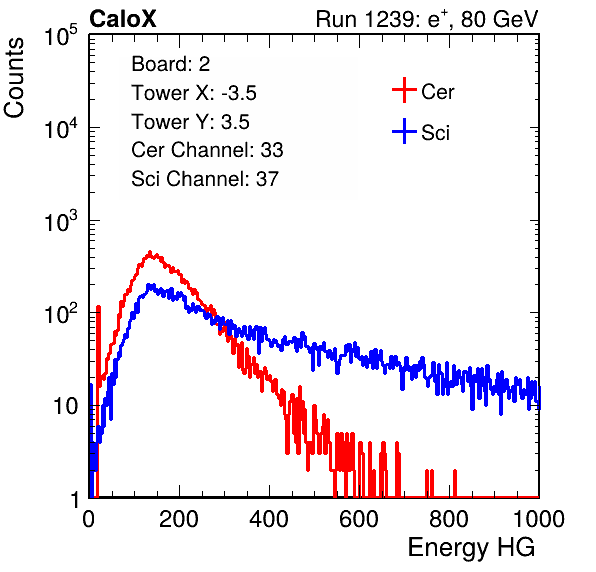 CaloX Run 1239: e⁺, 80 GeV
Counts
Board: 2
Tower X: -3.5
Tower Y: 3.5
Cer Channel: 33
Sci Channel: 37
Cer
Sci
10⁵
10⁴
10³
10²
10
1
0 200 400 600 800 1000
Energy HG